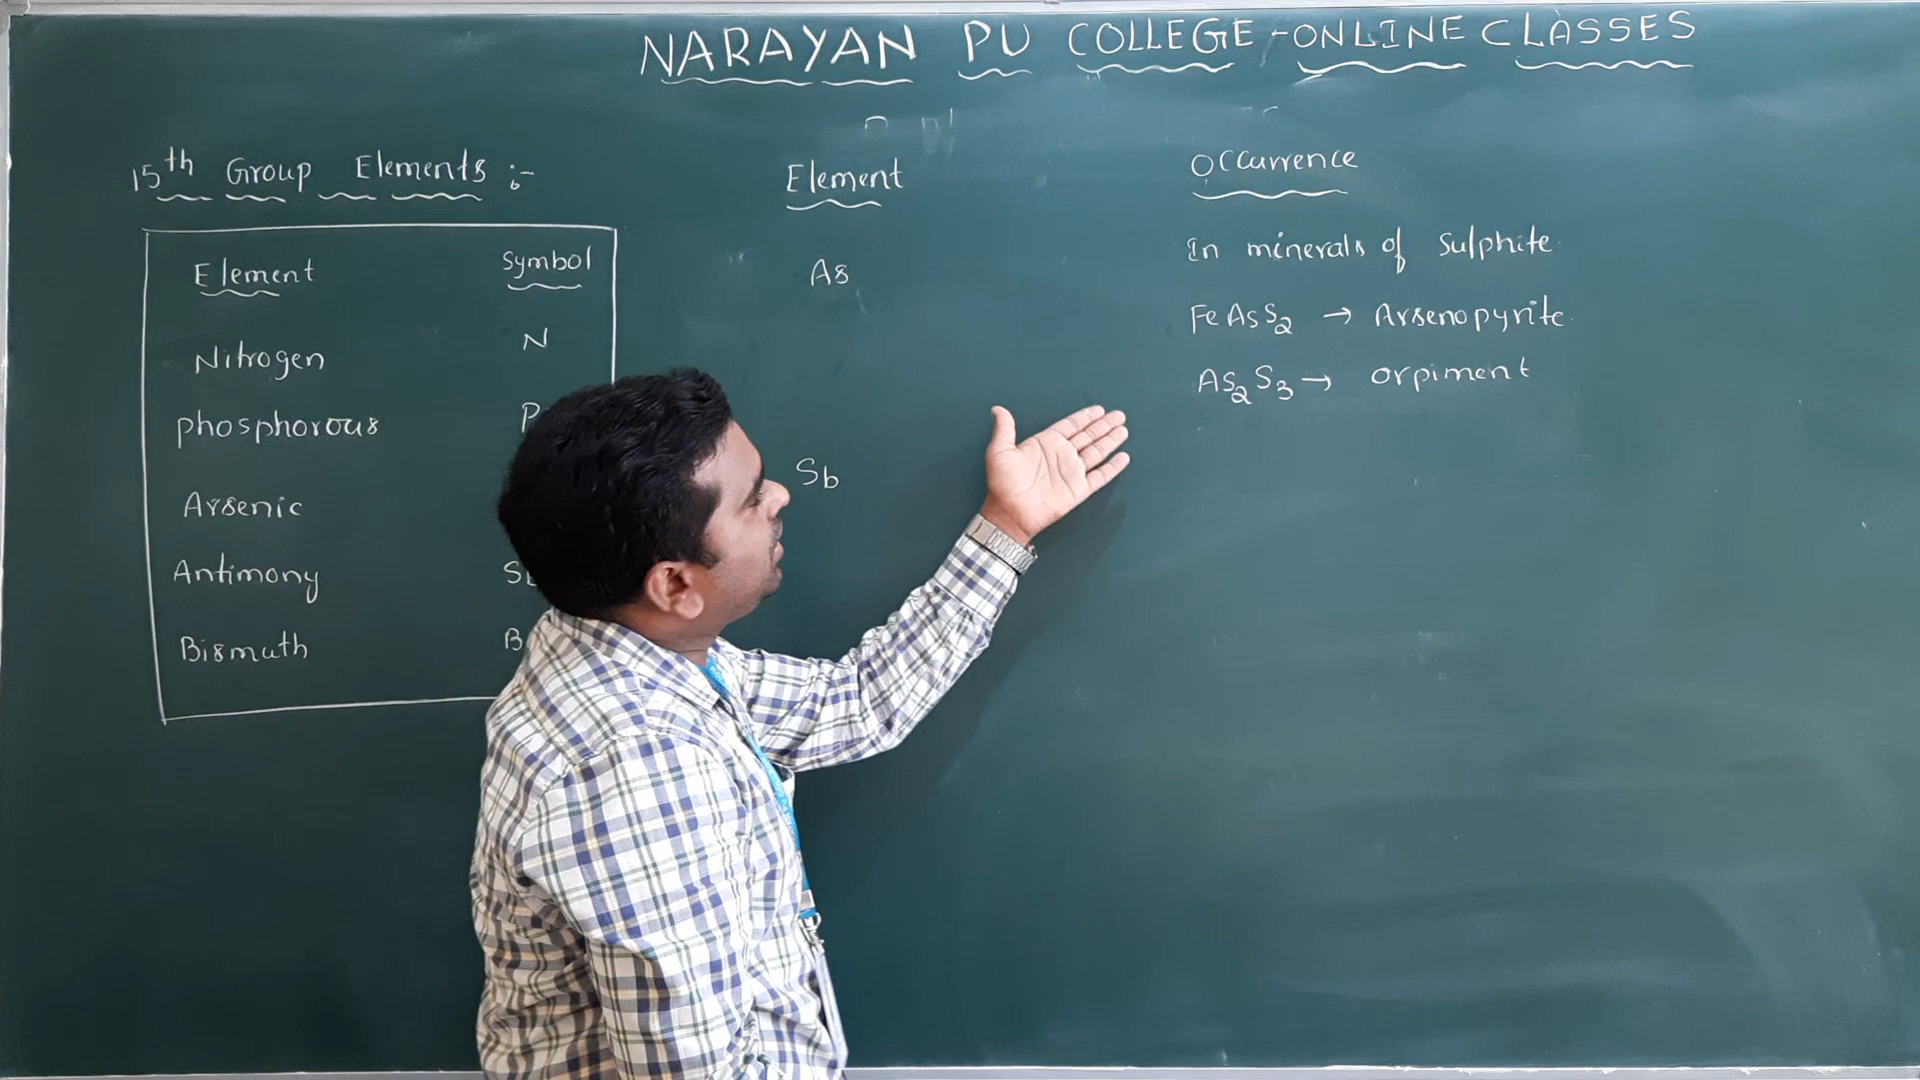 NARAYAN PU COLLEGE - ONLINE CLASSES
15th Group Elements :-
Element Symbol
Nitrogen N
Phosphorous P
Arsenic
Antimony
Bismuth
Element Occurrence
As In minerals of Sulphite
FeAsS2 → Arsenopyrite
As2S3 → orpiment
Sb